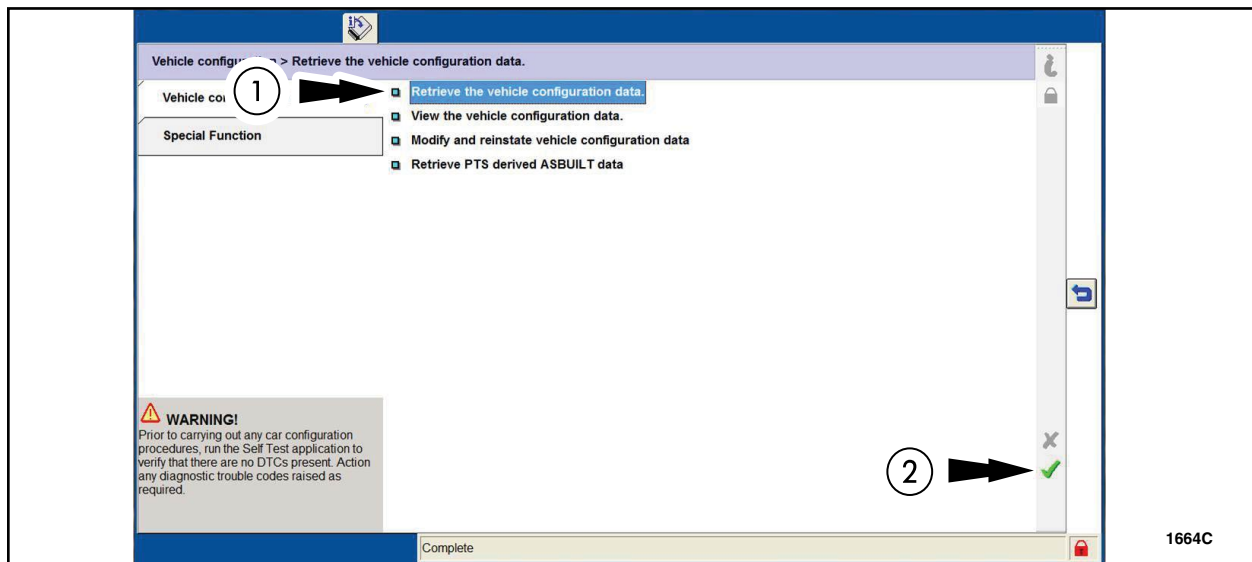 Vehicle configu > Retrieve the vehicle configuration data.
1
Vehicle co
Special Function
Retrieve the vehicle configuration data.
View the vehicle configuration data.
Modify and reinstate vehicle configuration data
Retrieve PTS derived ASBUILT data
WARNING!
Prior to carrying out any car configuration
procedures, run the Self Test application to
verify that there are no DTCs present. Action
any diagnostic trouble codes raised as
required.
2
Complete
1664C